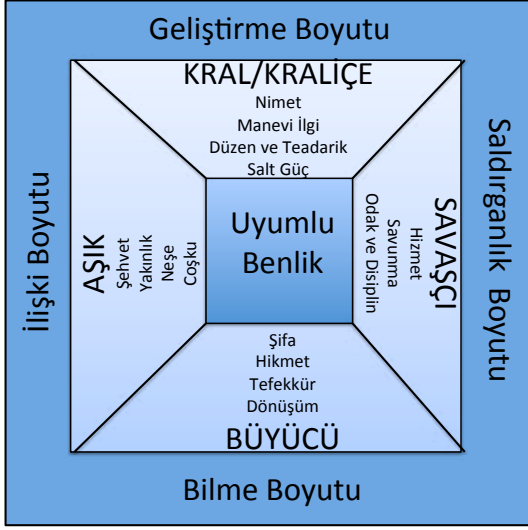 Geliştirme Boyutu
KRAL/KRALİÇE
Nimet
Manevi İlgi
Düzen ve Teadarik
Salt Güç
İlişki Boyutu
AŞIK
Şehvet
Yakınlık
Neşe
Coşku
Uyumlu
Benlik
Saldırganlık Boyutu
SAVAŞÇI
Hizmet
Savunma
Odak ve Disiplin
Şifa
Hikmet
Tefekkür
Dönüşüm
BÜYÜCÜ
Bilme Boyutu